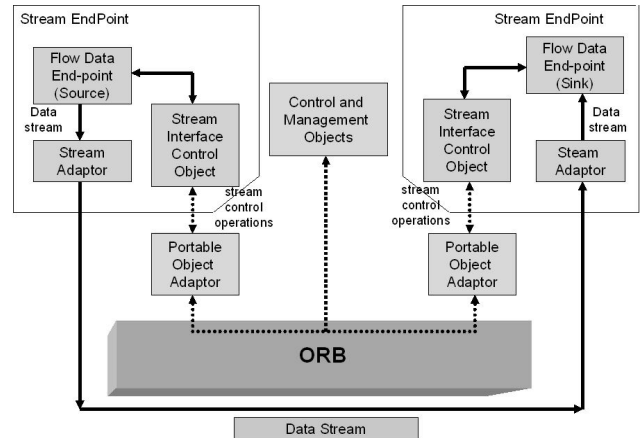 Stream EndPoint
Flow Data
End-point
(Source)
Data
stream
Stream
Adaptor
Stream
Interface
Control
Object
stream
control
operations
Portable
Object
Adaptor
Control and
Management
Objects
Stream EndPoint
Flow Data
End-point
(Sink)
Data
stream
Stream
Interface
Control
Object
Steam
Adaptor
stream
control
operations
Portable
Object
Adaptor
ORB
Data Stream